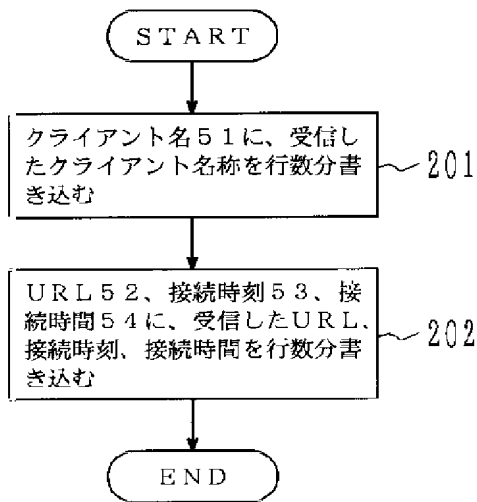 START
クライアント名51に、受信し
たクライアント名称を行数分書
き込む
201
URL52、接続時刻53、接
続時間54に、受信したURL、
接続時刻、接続時間を行数分書
き込む
202
END